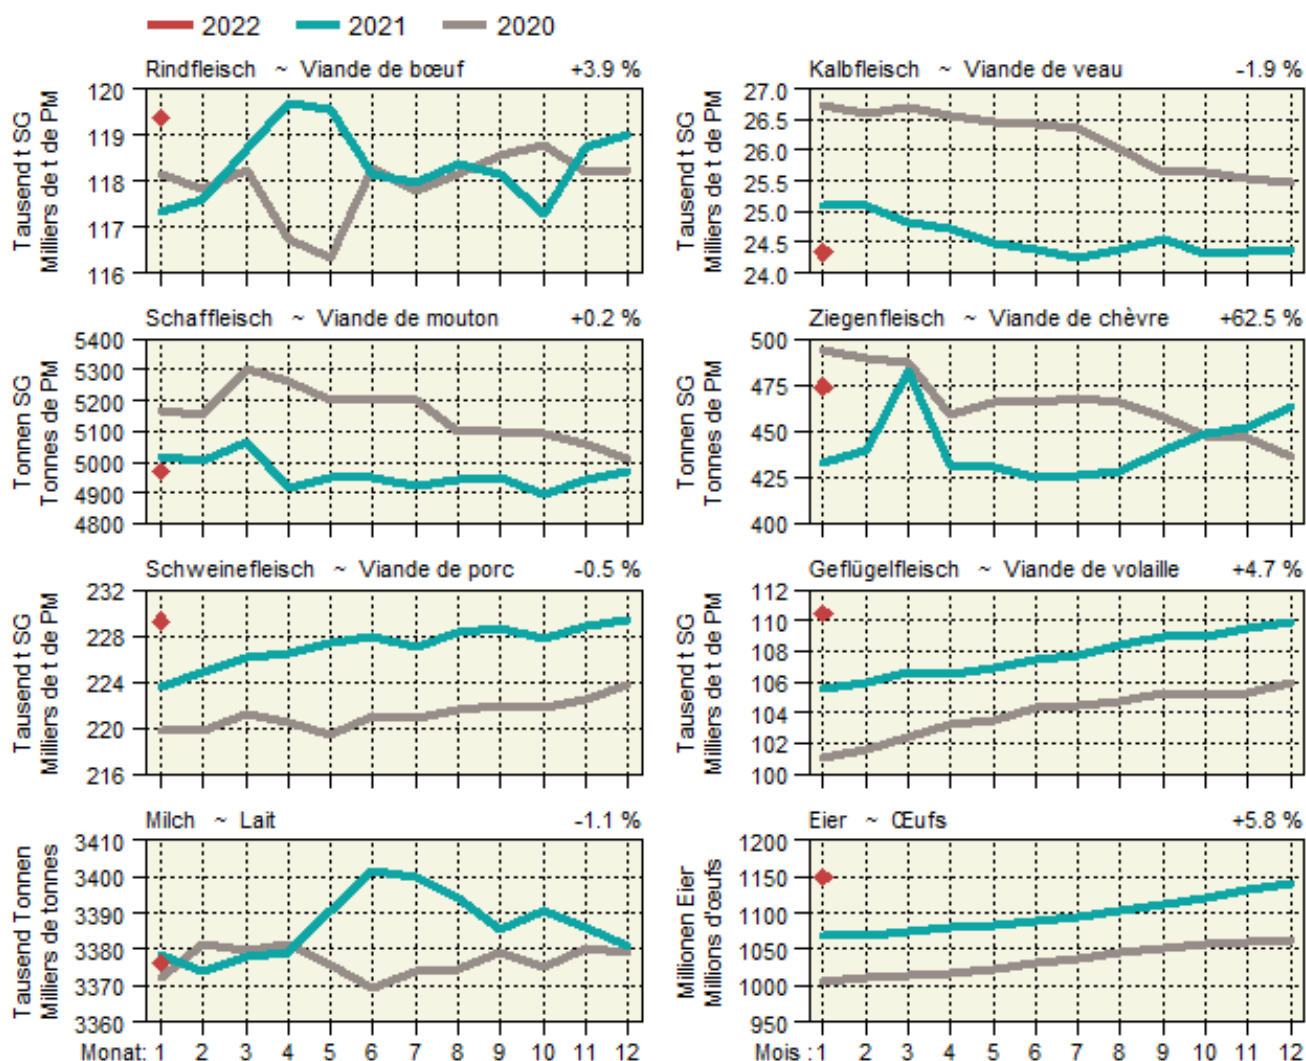 2022 2021 2020
Rindfleisch ~ Viande de bœuf +3.9 %
Tausend t SG
Milliers de t de PM
120
119
118
117
116
Kalbfleisch ~ Viande de veau -1.9 %
Tausend t SG
Milliers de t de PM
27.0
26.5
26.0
25.5
25.0
24.5
24.0
Schaffleisch ~ Viande de mouton +0.2 %
Tonnen SG
Tonnes de PM
5400
5300
5200
5100
5000
4900
4800
Ziegenfleisch ~ Viande de chèvre +62.5 %
Tonnen SG
Tonnes de PM
500
475
450
425
400
Schweinefleisch ~ Viande de porc -0.5 %
Tausend t SG
Milliers de t de PM
232
228
224
220
216
Geflügelfleisch ~ Viande de volaille +4.7 %
Tausend t SG
Milliers de t de PM
112
110
108
106
104
102
100
Milch ~ Lait -1.1 %
Tausend Tonnen
Milliers de tonnes
3410
3400
3390
3380
3370
3360
Monat: 1 2 3 4 5 6 7 8 9 10 11 12
Eier ~ Œufs +5.8 %
Millionen Eier
Millions d'œufs
1200
1150
1100
1050
1000
950
Mois : 1 2 3 4 5 6 7 8 9 10 11 12